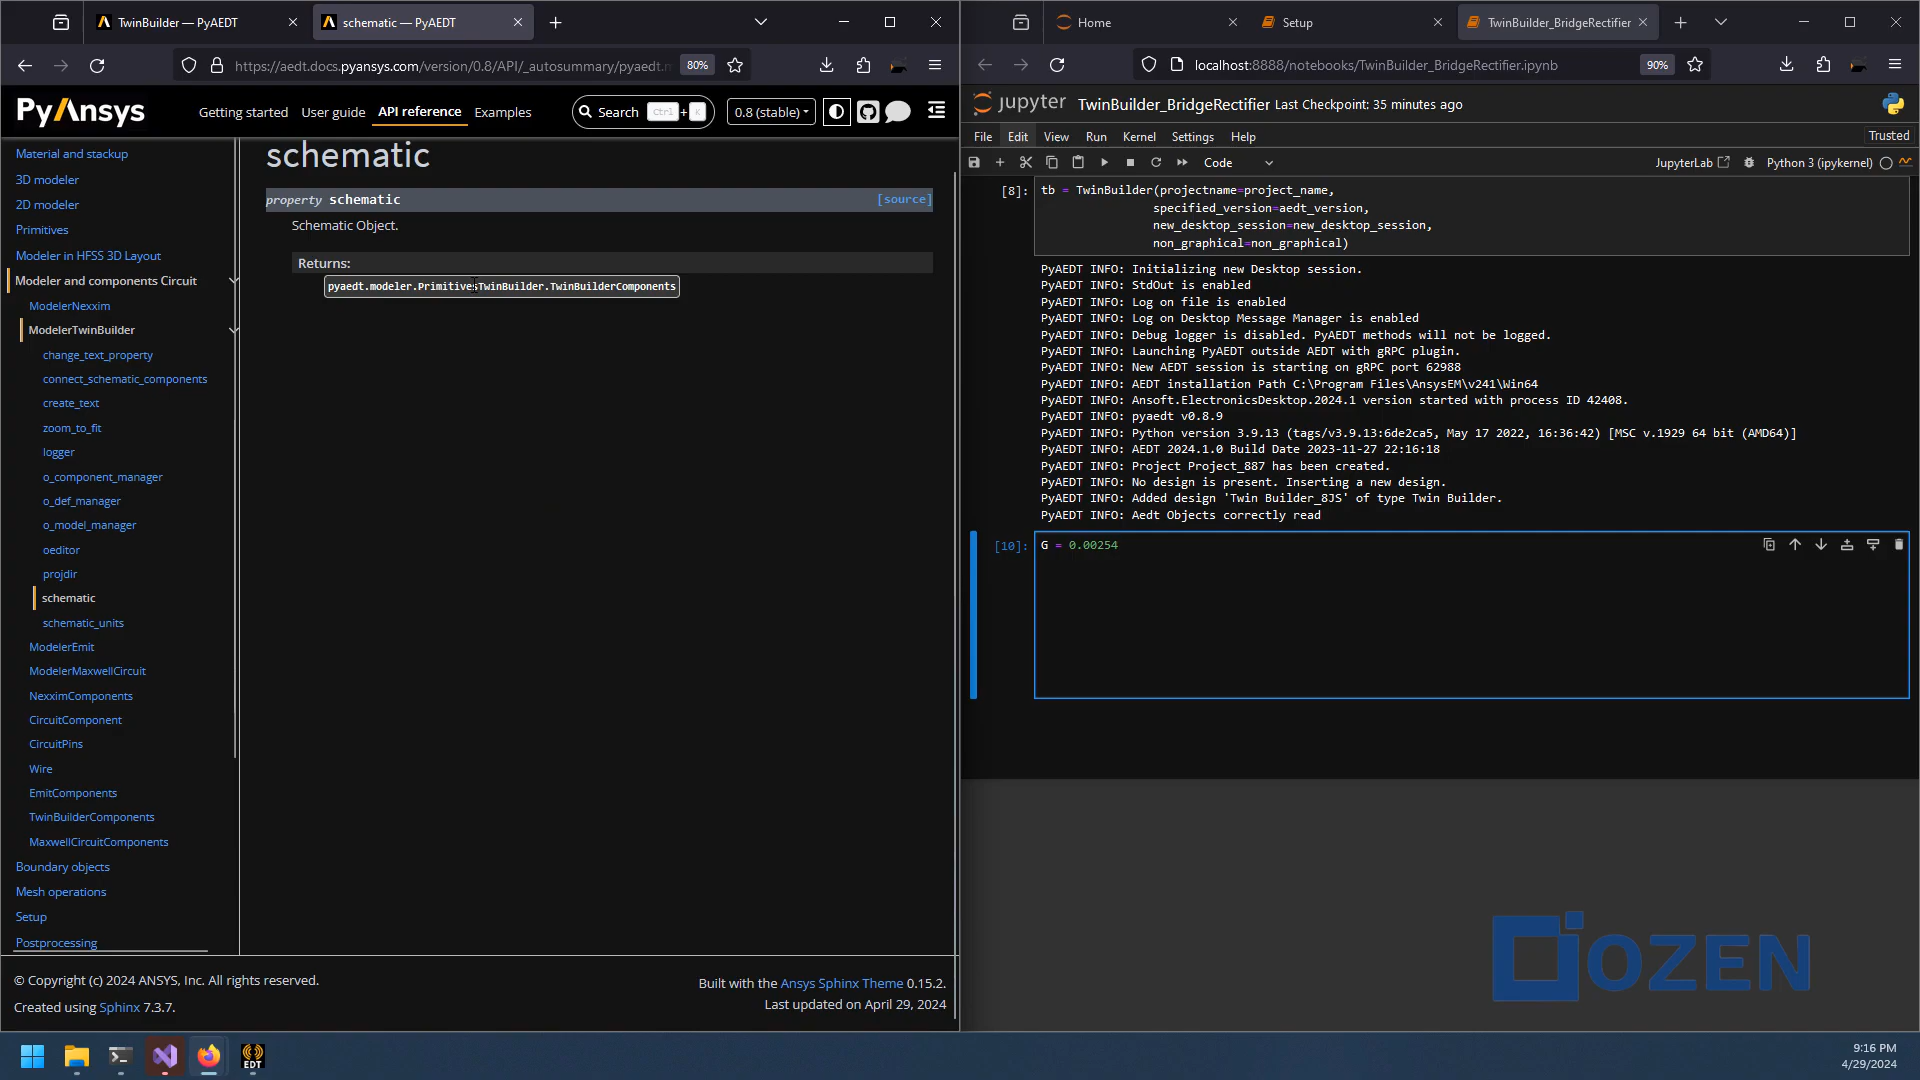 TwinBuilder — PyAEDT
schematic — PyAEDT
https://aedt.docs.pyansys.com/version/0.8/API/_autosummary/pyaedt.m
80%
PyAnsys
Getting started
User guide
API reference
Examples
Search
Ctrl
+
K
0.8 (stable)
Material and stackup
3D modeler
2D modeler
Primitives
Modeler in HFSS 3D Layout
Modeler and components Circuit
ModelerNexxim
ModelerTwinBuilder
change_text_property
connect_schematic_components
create_text
zoom_to_fit
logger
o_component_manager
o_def_manager
o_model_manager
oeditor
projdir
schematic
schematic_units
ModelerEmit
ModelerMaxwellCircuit
NexximComponents
CircuitComponent
CircuitPins
Wire
EmitComponents
TwinBuilderComponents
MaxwellCircuitComponents
Boundary objects
Mesh operations
Setup
Postprocessing
schematic
property schematic
[source]
Schematic Object.
Returns:
pyaedt.modeler.PrimitivesTwinBuilder.TwinBuilderComponents
© Copyright (c) 2024 ANSYS, Inc. All rights reserved.
Created using Sphinx 7.3.7.
Built with the Ansys Sphinx Theme 0.15.2.
Last updated on April 29, 2024
Home
Setup
TwinBuilder_BridgeRectifier
localhost:8888/notebooks/TwinBuilder_BridgeRectifier.ipynb
90%
jupyter TwinBuilder_BridgeRectifier Last Checkpoint: 35 minutes ago
File
Edit
View
Run
Kernel
Settings
Help
Trusted
Code
JupyterLab
Python 3 (ipykernel)
[8]:
tb = TwinBuilder(projectname=project_name,
specified_version=aedt_version,
new_desktop_session=new_desktop_session,
non_graphical=non_graphical)
PyAEDT INFO: Initializing new Desktop session.
PyAEDT INFO: StdOut is enabled
PyAEDT INFO: Log on file is enabled
PyAEDT INFO: Log on Desktop Message Manager is enabled
PyAEDT INFO: Debug logger is disabled. PyAEDT methods will not be logged.
PyAEDT INFO: Launching PyAEDT outside AEDT with gRPC plugin.
PyAEDT INFO: New AEDT session is starting on gRPC port 62988
PyAEDT INFO: AEDT installation Path C:\Program Files\AnsysEM\v241\Win64
PyAEDT INFO: Ansoft.ElectronicsDesktop.2024.1 version started with process ID 42408.
PyAEDT INFO: pyaedt v0.8.9
PyAEDT INFO: Python version 3.9.13 (tags/v3.9.13:6de2ca5, May 17 2022, 16:36:42) [MSC v.1929 64 bit (AMD64)]
PyAEDT INFO: AEDT 2024.1.0 Build Date 2023-11-27 22:16:18
PyAEDT INFO: Project Project_887 has been created.
PyAEDT INFO: No design is present. Inserting a new design.
PyAEDT INFO: Added design 'Twin Builder_8JS' of type Twin Builder.
PyAEDT INFO: Aedt Objects correctly read
[10]:
G = 0.00254
OZEN
EDT
9:16 PM
4/29/2024